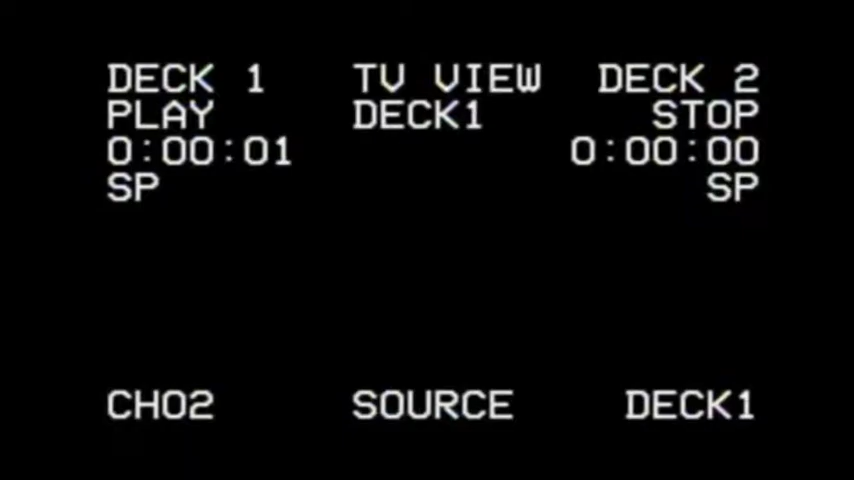 DECK 1 TV VIEW DECK 2
PLAY DECK1 STOP
0:00:01 0:00:00
SP SP
CH02 SOURCE DECK1